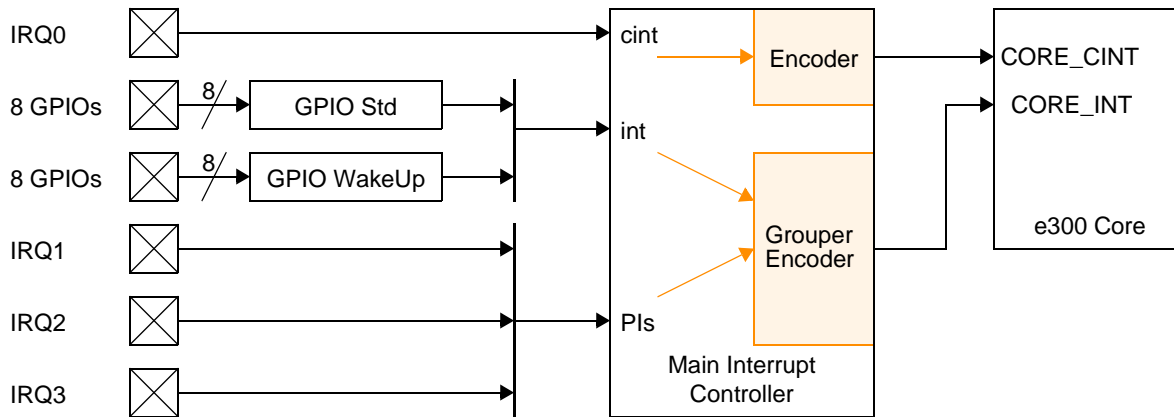 IRQ0
cint
Encoder
CORE_CINT
8 GPIOs
8
GPIO Std
CORE_INT
int
8 GPIOs
8
GPIO WakeUp
IRQ1
Grouper
Encoder
e300 Core
IRQ2
PIs
Main Interrupt
Controller
IRQ3